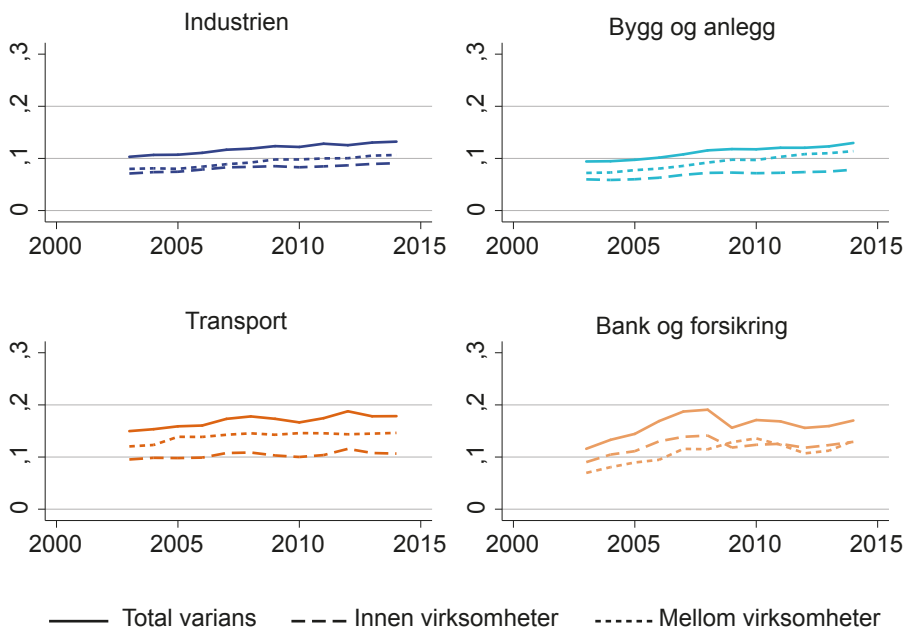 Industrien
,3
,2
,1
0
2000 2005 2010 2015
Bygg og anlegg
,3
,2
,1
0
2000 2005 2010 2015
Transport
,3
,2
,1
0
2000 2005 2010 2015
Bank og forsikring
,3
,2
,1
0
2000 2005 2010 2015
Total varians Innen virksomheter Mellom virksomheter